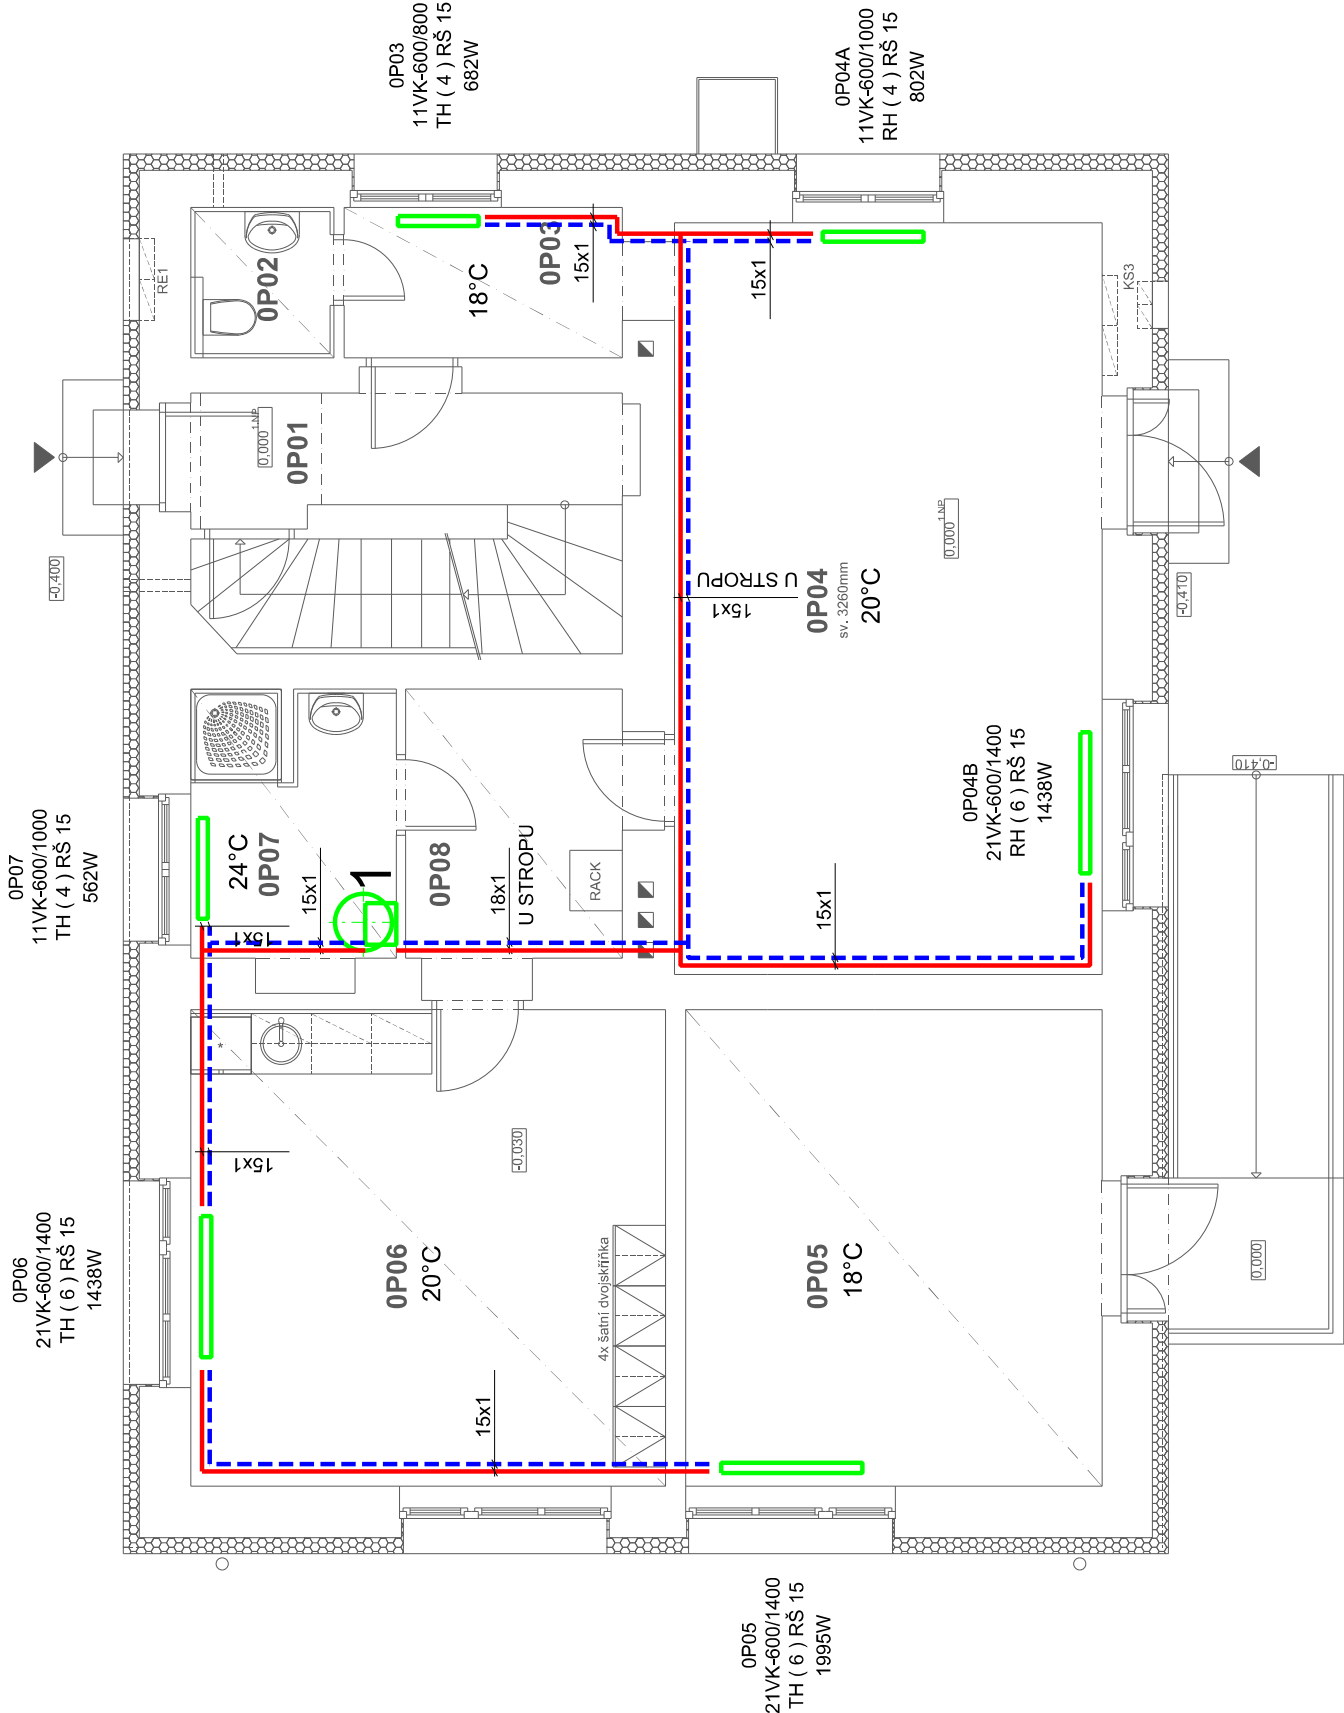 0P03
11VK-600/800
TH ( 4 ) RŠ 15
682W
0P04A
11VK-600/1000
RH ( 4 ) RŠ 15
802W
RE1
0P02
18°C
0P03
15x1
15x1
KS3
0,000
1.NP
0P01
0,000
1.NP
-0,400
-0,410
U STROPU
15x1
0P04
sv. 3260mm
20°C
0P04B
21VK-600/1400
RH ( 6 ) RŠ 15
1438W
-0,410
0P07
11VK-600/1000
TH ( 4 ) RŠ 15
562W
24°C
0P07
15x1
15x1
1
0P08
18x1
U STROPU
RACK
15x1
*
15x1
-0,030
0P06
21VK-600/1400
TH ( 6 ) RŠ 15
1438W
0P06
20°C
4x šatní dvojskříňka
0P05
18°C
0,000
15x1
0P05
21VK-600/1400
TH ( 6 ) RŠ 15
1995W